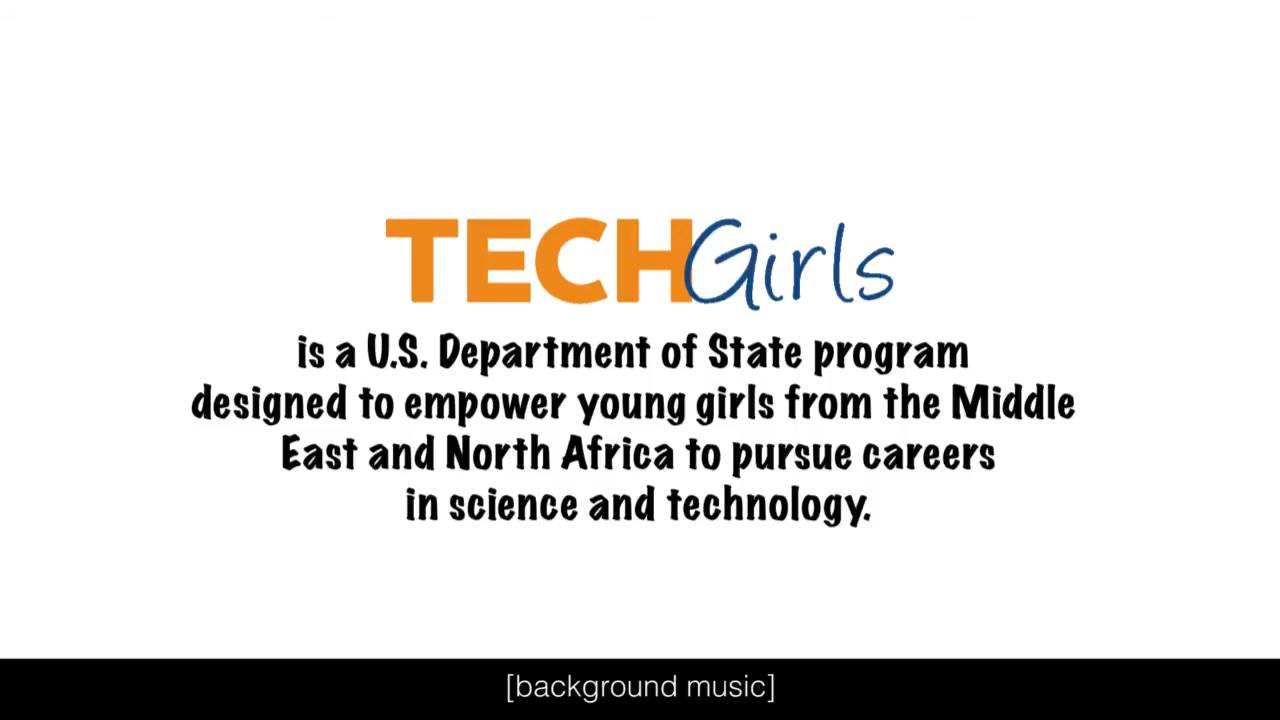 TECHGirls
is a U.S. Department of State program
designed to empower young girls from the Middle
East and North Africa to pursue careers
in science and technology.
[background music]